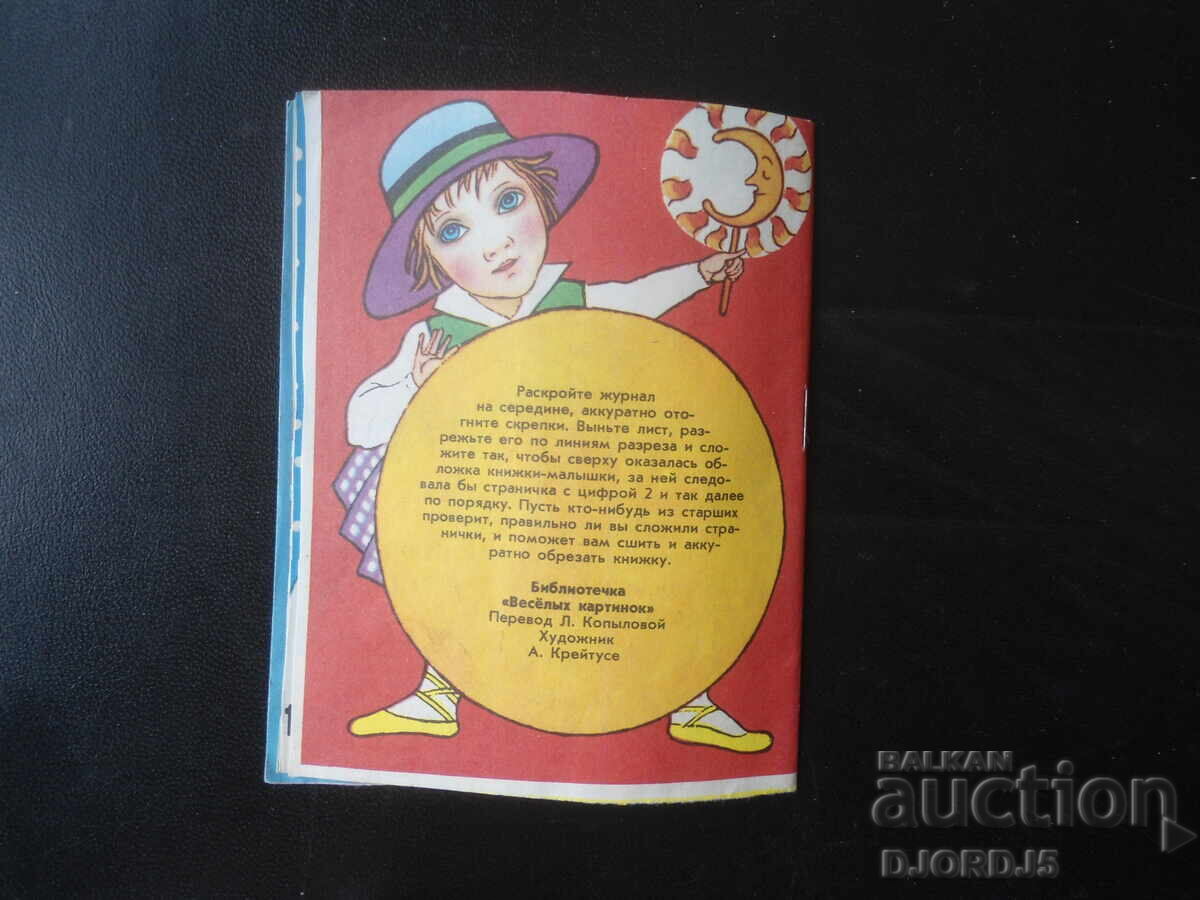 Раскройте журнал
на середине, аккуратно ото-
гните скрепки. Выньте лист, раз-
режьте его по линиям разреза и сло-
жите так, чтобы сверху оказалась об-
ложка книжки-малышки, за ней следо-
вала бы страничка с цифрой 2 и так далее
по порядку. Пусть кто-нибудь из старших
проверит, правильно ли вы сложили стра-
нички, и поможет вам сшить и акку-
ратно обрезать книжку.
Библиотечка
«Весёлых картинок»
Перевод Л. Копыловой
Художник
А. Крейтусе
1
BALKAN
auction
DJORDJ5